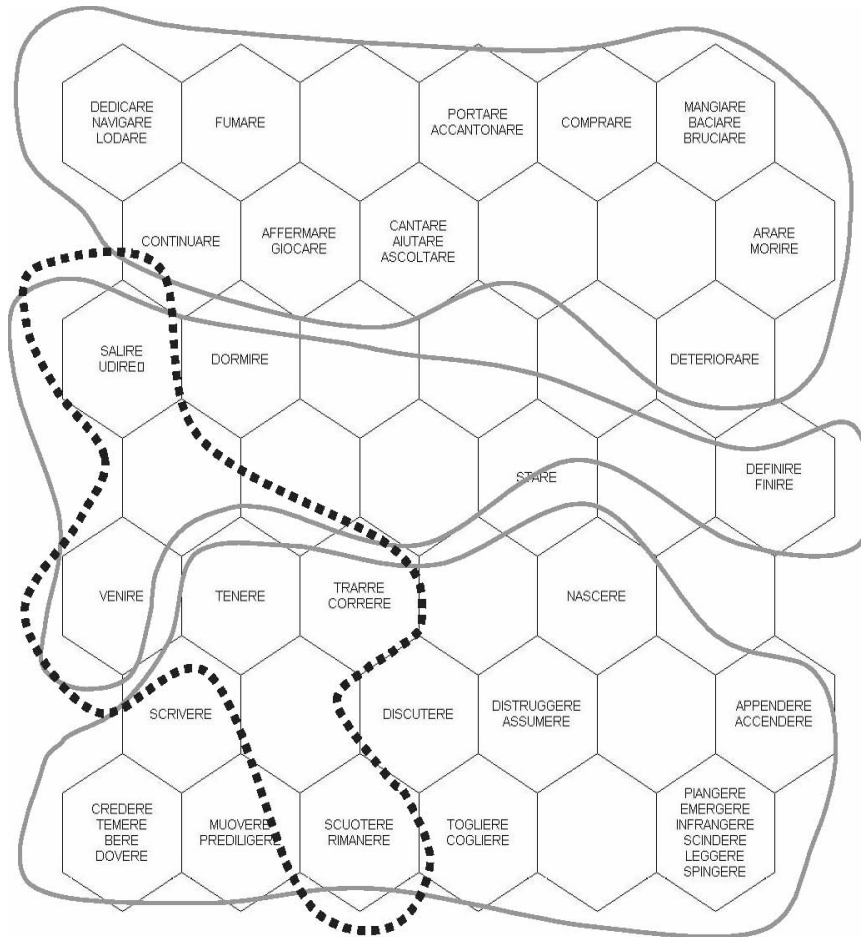 DEDICARE
NAVIGARE
LODARE
FUMARE
PORTARE
ACCANTONARE
COMPRARE
MANGIARE
BACIARE
BRUCIARE
CONTINUARE
AFFERMARE
GIOCARE
CANTARE
AIUTARE
ASCOLTARE
ARARE
MORIRE
SALIRE
UDIRE▯
DORMIRE
DETERIORARE
STARE
DEFINIRE
FINIRE
VENIRE
TENERE
TRARRE
CORRERE
NASCERE
SCRIVERE
DISCUTERE
DISTRUGGERE
ASSUMERE
APPENDERE
ACCENDERE
CREDERE
TEMERE
BERE
DOVERE
MUOVERE
PREDILIGERE
SCUOTERE
RIMANERE
TOGLIERE
COGLIERE
PIANGERE
EMERGERE
INFRANGERE
SCINDERE
LEGGERE
SPINGERE